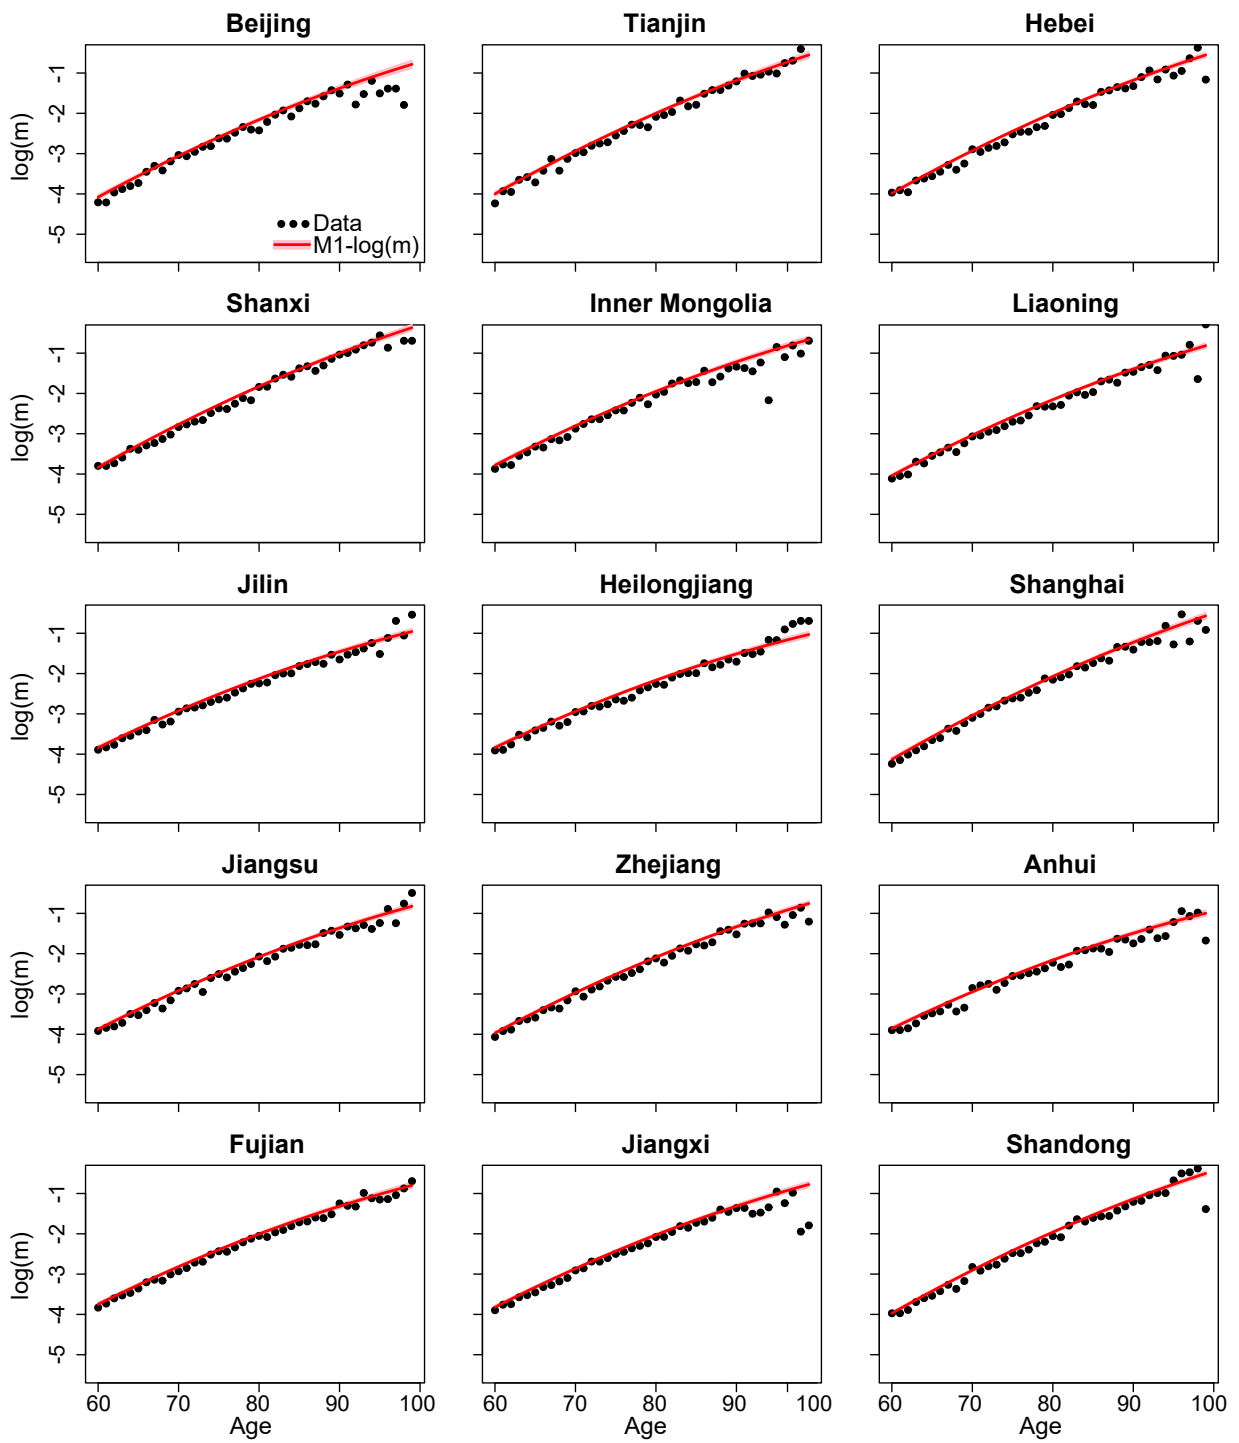 Beijing Tianjin Hebei
log(m) -1 -2 -3 -4 -5
Data
M1-log(m)
Shanxi Inner Mongolia Liaoning
log(m) -1 -2 -3 -4 -5
Jilin Heilongjiang Shanghai
log(m) -1 -2 -3 -4 -5
Jiangsu Zhejiang Anhui
log(m) -1 -2 -3 -4 -5
Fujian Jiangxi Shandong
log(m) -1 -2 -3 -4 -5
60 70 80 90 100 60 70 80 90 100 60 70 80 90 100
Age Age Age